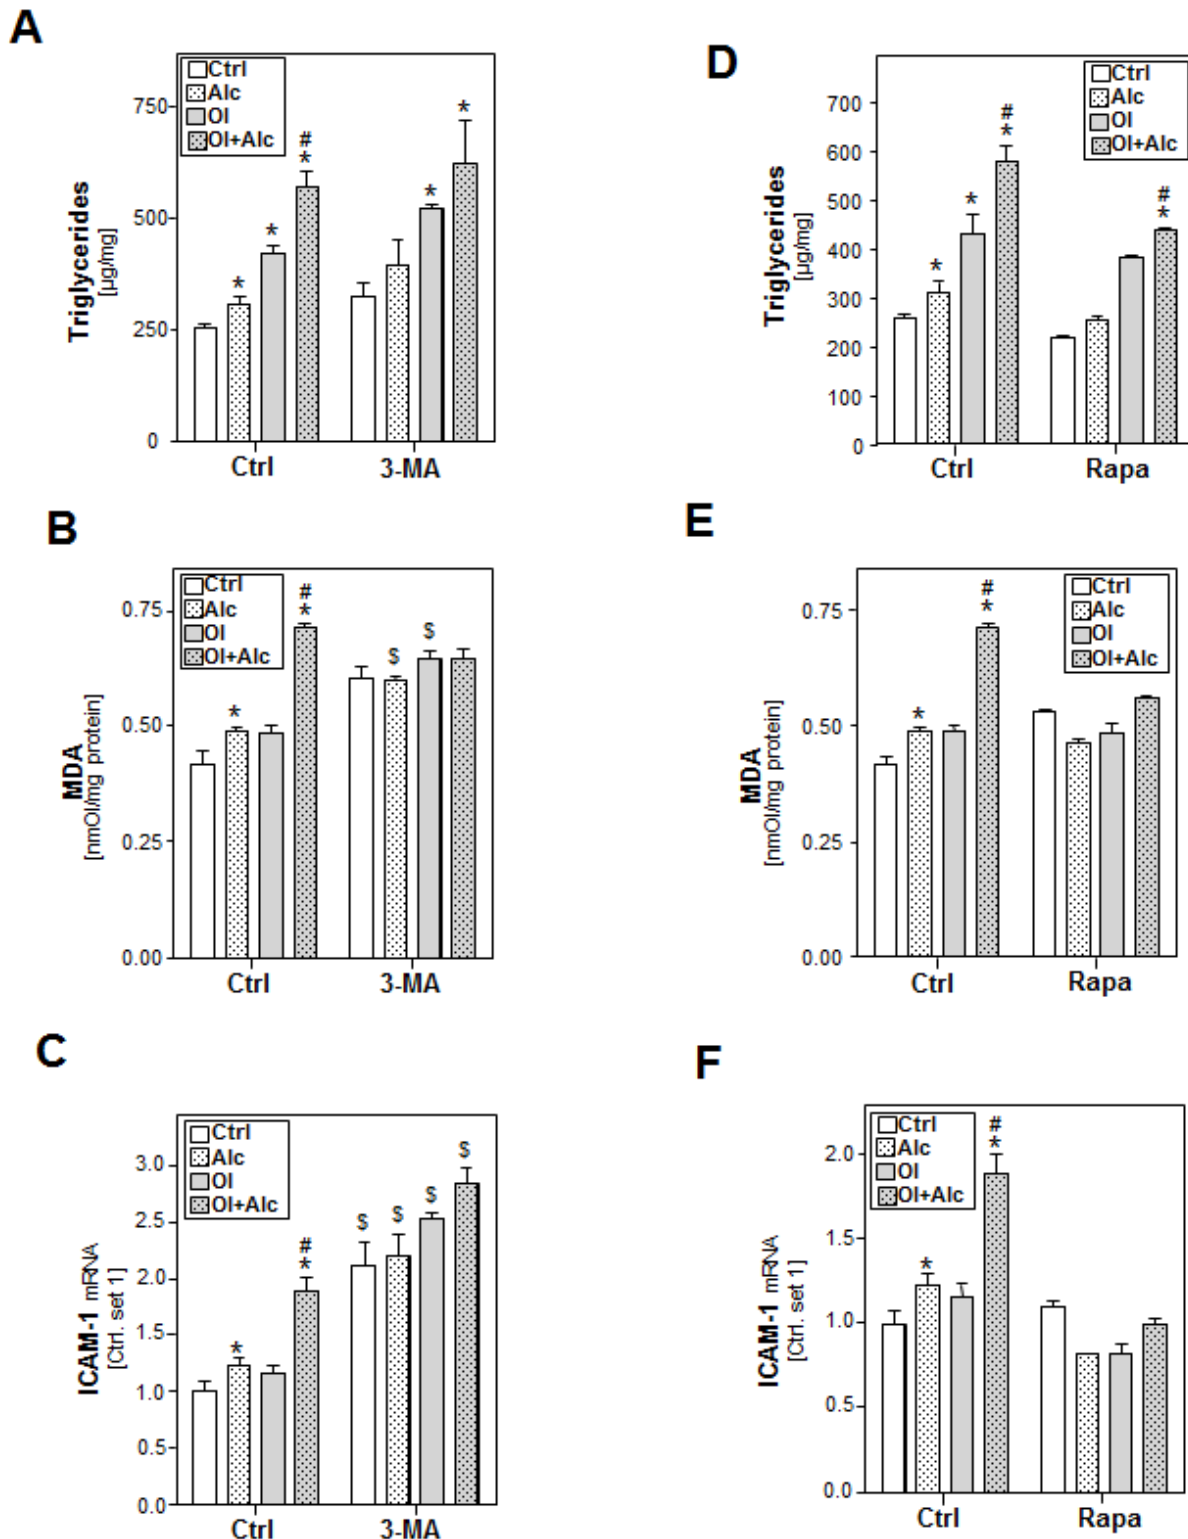 A
Ctrl
Alc
Ol
Ol+Alc
750
500
250
0
Triglycerides
[µg/mg]
*
*
#
*
*
*
Ctrl
3-MA
D
Ctrl
Alc
Ol
Ol+Alc
700
600
500
400
300
200
100
0
Triglycerides
[µg/mg]
*
*
#
*
#
*
Ctrl
Rapa
B
Ctrl
Alc
Ol
Ol+Alc
0.75
0.50
0.25
0.00
MDA
[nmOl/mg protein]
*
#
*
$
$
Ctrl
3-MA
E
Ctrl
Alc
Ol
Ol+Alc
0.75
0.50
0.25
0.00
MDA
[nmOl/mg protein]
*
#
*
Ctrl
Rapa
C
Ctrl
Alc
Ol
Ol+Alc
3.0
2.5
2.0
1.5
1.0
0.5
0.0
ICAM-1 mRNA
[Ctrl. set 1]
*
#
*
$
$
$
$
Ctrl
3-MA
F
Ctrl
Alc
Ol
Ol+Alc
2.0
1.5
1.0
0.5
0.0
ICAM-1 mRNA
[Ctrl. set 1]
*
#
*
Ctrl
Rapa